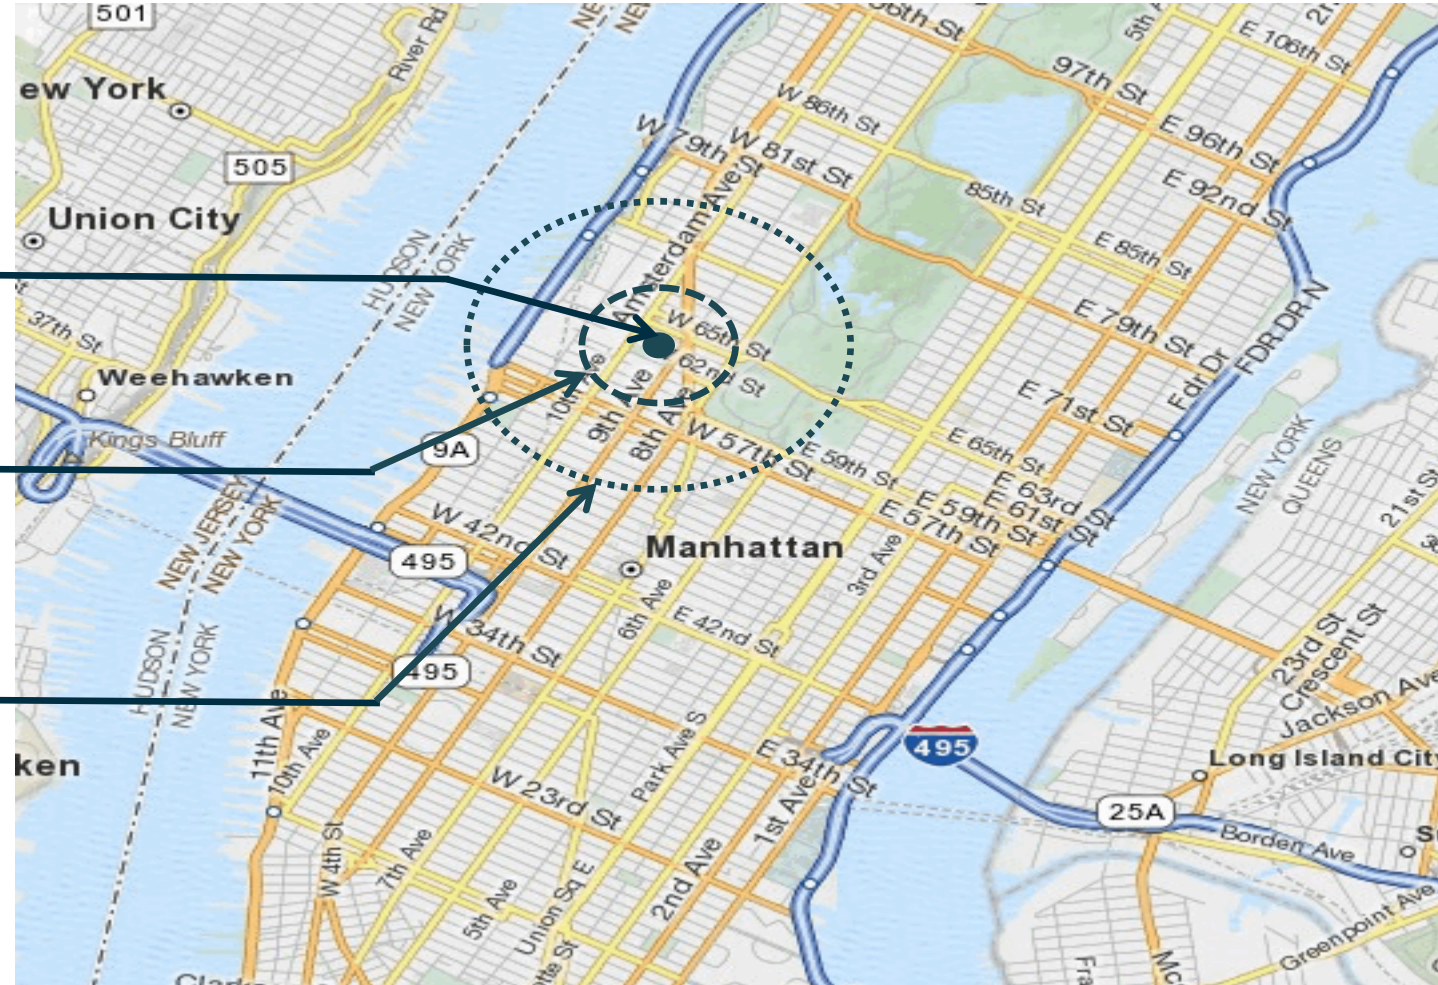 501
River Rd
ew York
505
Union City
HUDSON
NEW YORK
37th St
Weehawken
Kings Bluff
9A
NEW JERSEY
NEW YORK
495
495
HUDSON
NEW YORK
11th Ave
10th Ave
ken
W 4th St
7th Ave
5th Ave
Union Sq E
2nd Ave
1st Ave
Park Ave S
W 23rd St
W 34th St
E 34th St
W 42nd St
E 42nd St
6th Ave
3rd Ave
Manhattan
W 57th St
E 57th St
E 59th St
E 59th St
E 61st St
E 63rd St
E 65th St
8th Ave
9th Ave
62nd St
W 65th St
Amsterdam Ave
W 79th St
W 81st St
W 86th St
97th St
E 106th St
E 96th St
E 92nd St
85th St
E 85th St
E 79th St
E 71st St
Fdr Dr
FDR DR N
NEW YORK
QUEENS
21st S
23rd St
Crescent St
Jackson Ave
Long Island City
495
25A
Borden Ave
Greenpoint Ave